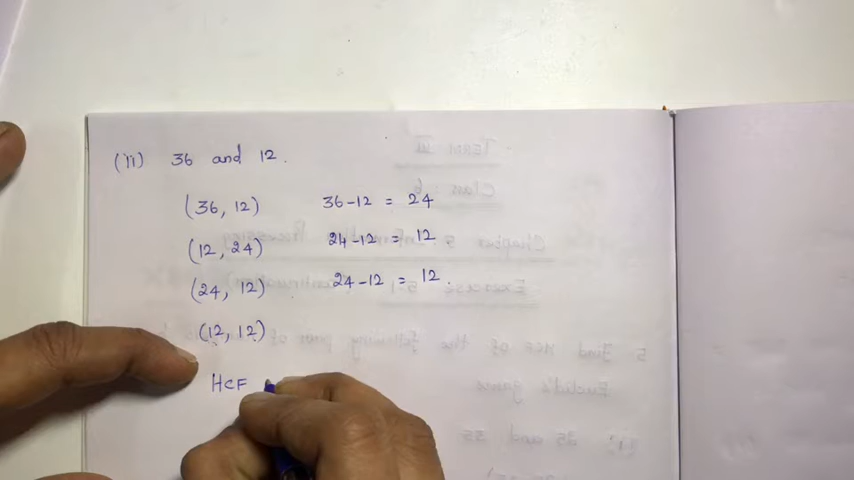 (ii) 36 and 12.
(36, 12) 36-12 = 24
(12, 24) 24-12 = 12
(24, 12) 24-12 = 12.
(12, 12)
HCF